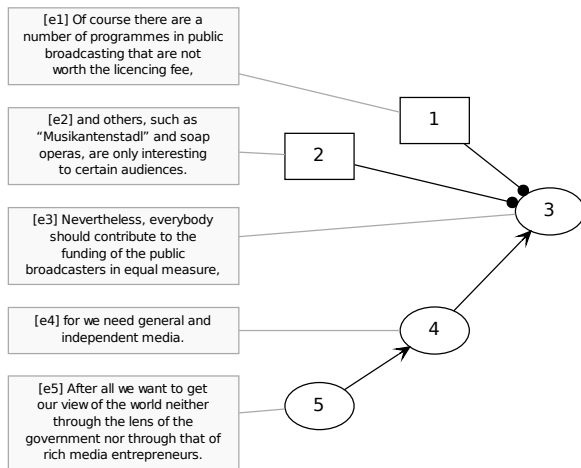 [e1] Of course there are a
number of programmes in public
broadcasting that are not
worth the licencing fee,
1
[e2] and others, such as
“Musikantenstadl” and soap
operas, are only interesting
to certain audiences.
2
[e3] Nevertheless, everybody
should contribute to the
funding of the public
broadcasters in equal measure,
3
[e4] for we need general and
independent media.
4
[e5] After all we want to get
our view of the world neither
through the lens of the
government nor through that of
rich media entrepreneurs.
5